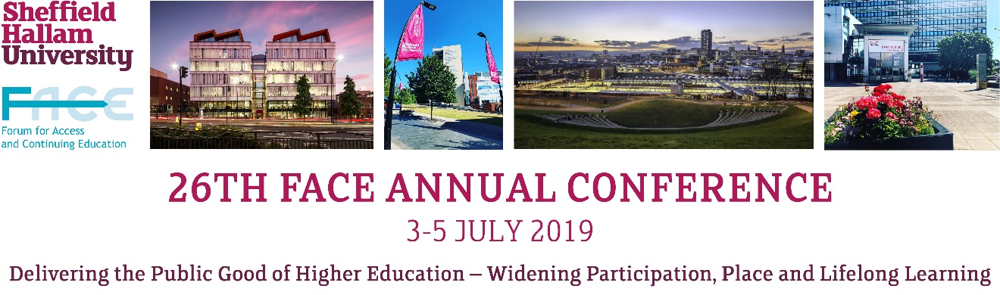 Sheffield
Hallam
University
FACE
Forum for Access
and Continuing Education
26TH FACE ANNUAL CONFERENCE
3-5 JULY 2019
Delivering the Public Good of Higher Education – Widening Participation, Place and Lifelong Learning